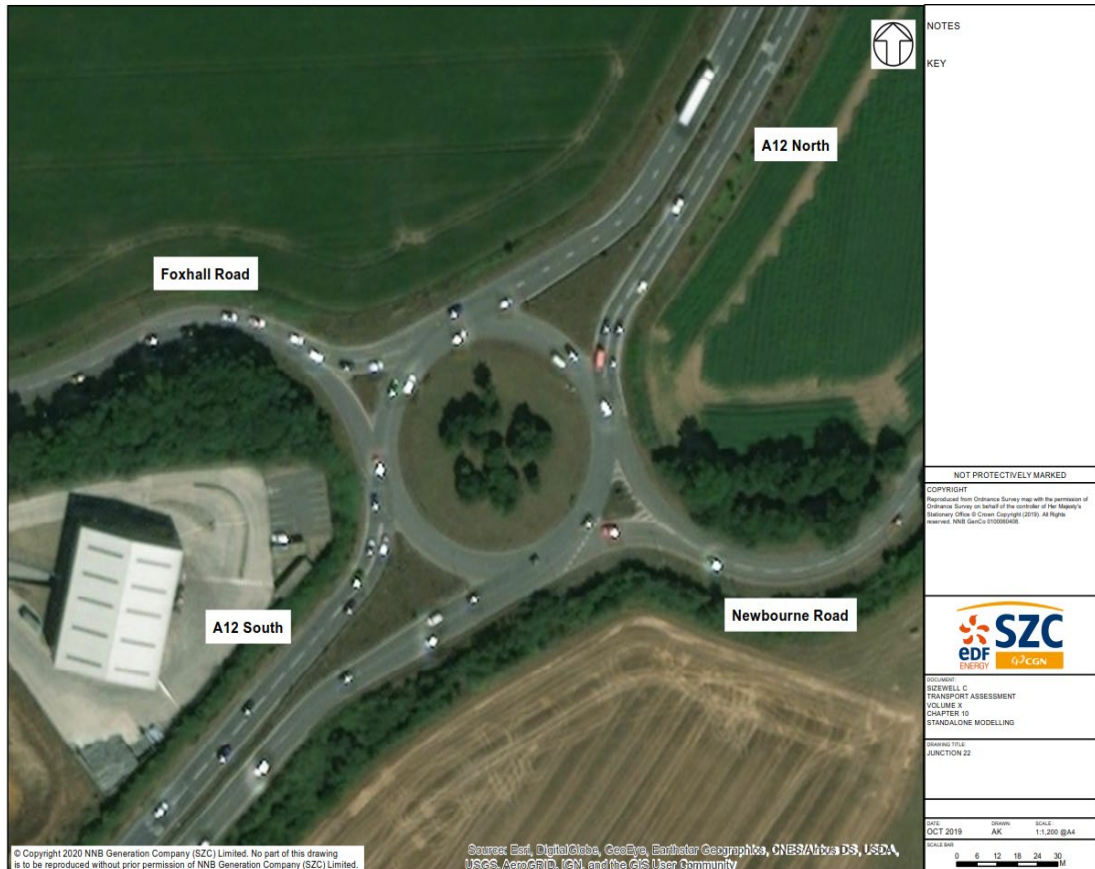 A12 North
Foxhall Road
A12 South
Newbourne Road
© Copyright 2020 NNB Generation Company (SZC) Limited. No part of this drawing
is to be reproduced without prior permission of NNB Generation Company (SZC) Limited.
Source: Esri, DigitalGlobe, GeoEye, Earthstar Geographics, CNES/Airbus DS, USDA,
USGS, AeroGRID, IGN, and the GIS User Community
NOTES
KEY
NOT PROTECTIVELY MARKED
COPYRIGHT
Reproduced from Ordnance Survey map with the permission of
Ordnance Survey on behalf of the controller of Her Majesty's
Stationery Office © Crown Copyright (2019). All Rights
reserved. NNB GenCo 0100060408.
SZC
eDF
ENERGY
CGN
DOCUMENT:
SIZEWELL C
TRANSPORT ASSESSMENT
VOLUME X
CHAPTER 10
STANDALONE MODELLING
DRAWING TITLE:
JUNCTION 22
DATE: DRAWN: SCALE :
OCT 2019 AK 1:1,200 @A4
SCALE BAR
0 6 12 18 24 30
M